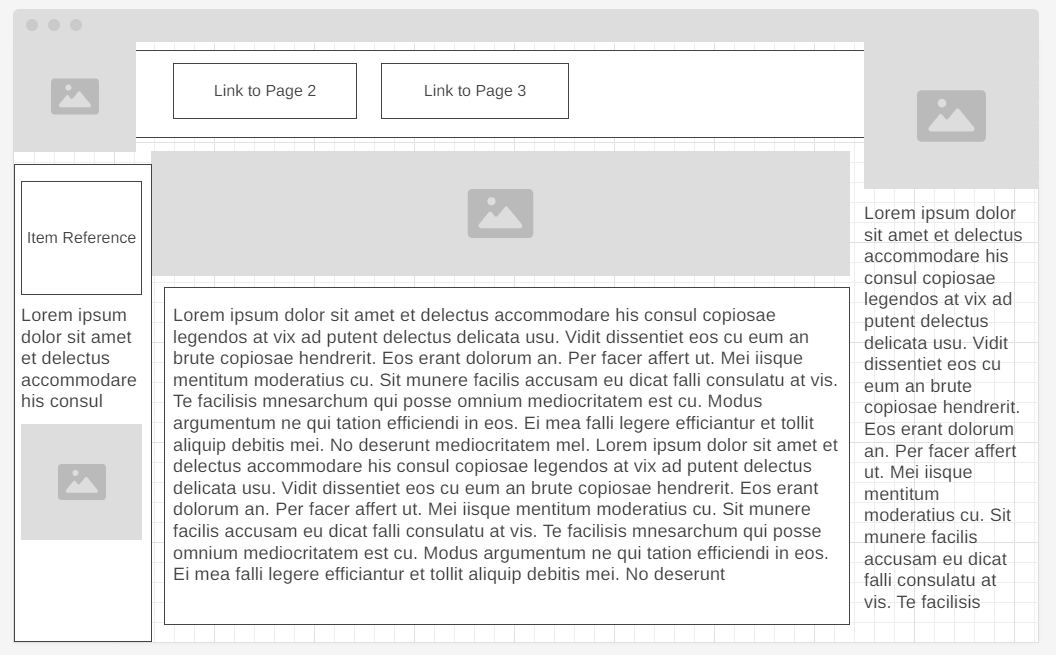 Link to Page 2
Link to Page 3
Item Reference
Lorem ipsum
dolor sit amet
et delectus
accommodare
his consul
Lorem ipsum dolor sit amet et delectus accommodare his consul copiosae
legendos at vix ad putent delectus delicata usu. Vidit dissentiet eos cu eum an
brute copiosae hendrerit. Eos erant dolorum an. Per facer affert ut. Mei iisque
mentitum moderatius cu. Sit munere facilis accusam eu dicat falli consulatu at vis.
Te facilisis mnesarchum qui posse omnium mediocritatem est cu. Modus
argumentum ne qui tation efficiendi in eos. Ei mea falli legere efficiantur et tollit
aliquip debitis mei. No deserunt mediocritatem mel. Lorem ipsum dolor sit amet et
delectus accommodare his consul copiosae legendos at vix ad putent delectus
delicata usu. Vidit dissentiet eos cu eum an brute copiosae hendrerit. Eos erant
dolorum an. Per facer affert ut. Mei iisque mentitum moderatius cu. Sit munere
facilis accusam eu dicat falli consulatu at vis. Te facilisis mnesarchum qui posse
omnium mediocritatem est cu. Modus argumentum ne qui tation efficiendi in eos.
Ei mea falli legere efficiantur et tollit aliquip debitis mei. No deserunt
Lorem ipsum dolor
sit amet et delectus
accommodare his
consul copiosae
legendos at vix ad
putent delectus
delicata usu. Vidit
dissentiet eos cu
eum an brute
copiosae hendrerit.
Eos erant dolorum
an. Per facer affert
ut. Mei iisque
mentitum
moderatius cu. Sit
munere facilis
accusam eu dicat
falli consulatu at
vis. Te facilisis